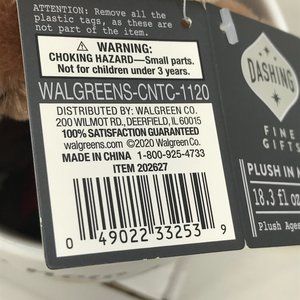 ATTENTION: Remove all the
plastic tags, as these are
not part of the item.
WARNING:
CHOKING HAZARD—Small parts.
Not for children under 3 years.
WALGREENS-CNTC-1120
DISTRIBUTED BY: WALGREEN CO.
200 WILMOT RD., DEERFIELD, IL 60015
100% SATISFACTION GUARANTEED
walgreens.com ©2020 Walgreen Co.
MADE IN CHINA 1-800-925-4733
ITEM 202627
0 49022 33253 9
DASHING
FINE
GIFTS
PLUSH IN
18.3 fl o
Plush Ages